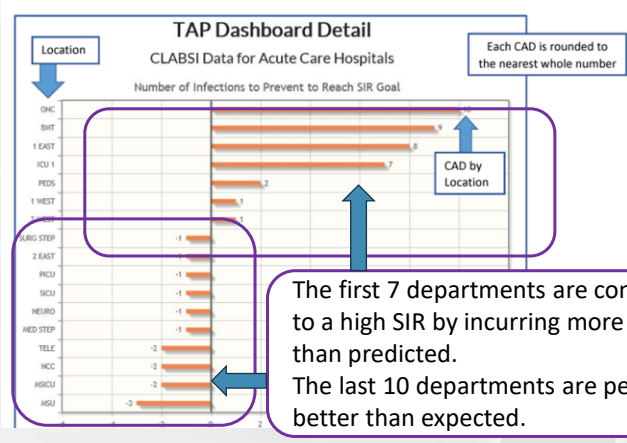 TAP Dashboard Detail
Location
CLABSI Data for Acute Care Hospitals
Each CAD is rounded to
the nearest whole number
Number of Infections to Prevent to Reach SIR Goal
ONC
BMT 9
1 EAST 8
ICU 1 7
CAD by
Location
PEDS 2
1 WEST 1
WEST 1
SURG STEP -1
2 EAST -1
PICU -1
SICU -1
NEURO -1
MED STEP -1
TELE -2
NCC -2
MSICU -2
MSU -3
The first 7 departments are
to a high SIR by incurring more
than predicted.
The last 10 departments are
better than expected.
2